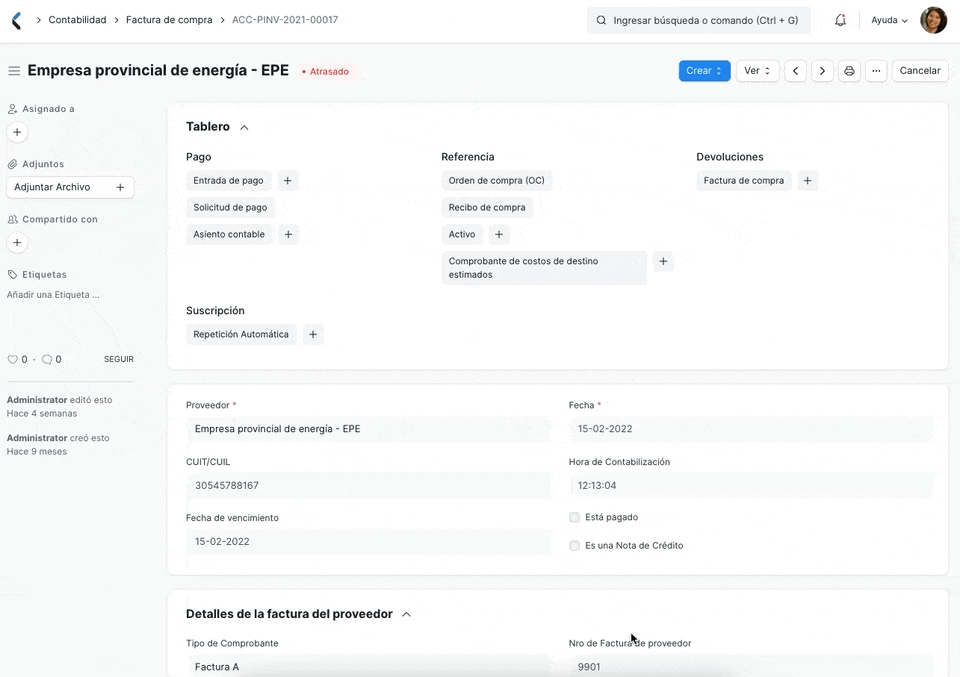 Contabilidad
Factura de compra
ACC-PINV-2021-00017
Ingresar búsqueda o comando (Ctrl + G)
Ayuda
Empresa provincial de energía - EPE
Atrasado
Crear
Ver
Cancelar
Asignado a
Adjuntos
Adjuntar Archivo
Compartido con
Etiquetas
Añadir una Etiqueta ...
0 · 0 SEGUIR
Administrator editó esto
Hace 4 semanas
Administrator creó esto
Hace 9 meses
Tablero
Pago
Entrada de pago
Solicitud de pago
Asiento contable
Referencia
Orden de compra (OC)
Recibo de compra
Activo
Comprobante de costos de destino
estimados
Devoluciones
Factura de compra
Suscripción
Repetición Automática
Proveedor *
Empresa provincial de energía - EPE
CUIT/CUIL
30545788167
Fecha de vencimiento
15-02-2022
Fecha *
15-02-2022
Hora de Contabilización
12:13:04
Está pagado
Es una Nota de Crédito
Detalles de la factura del proveedor
Tipo de Comprobante
Factura A
Nro de Factura de proveedor
9901